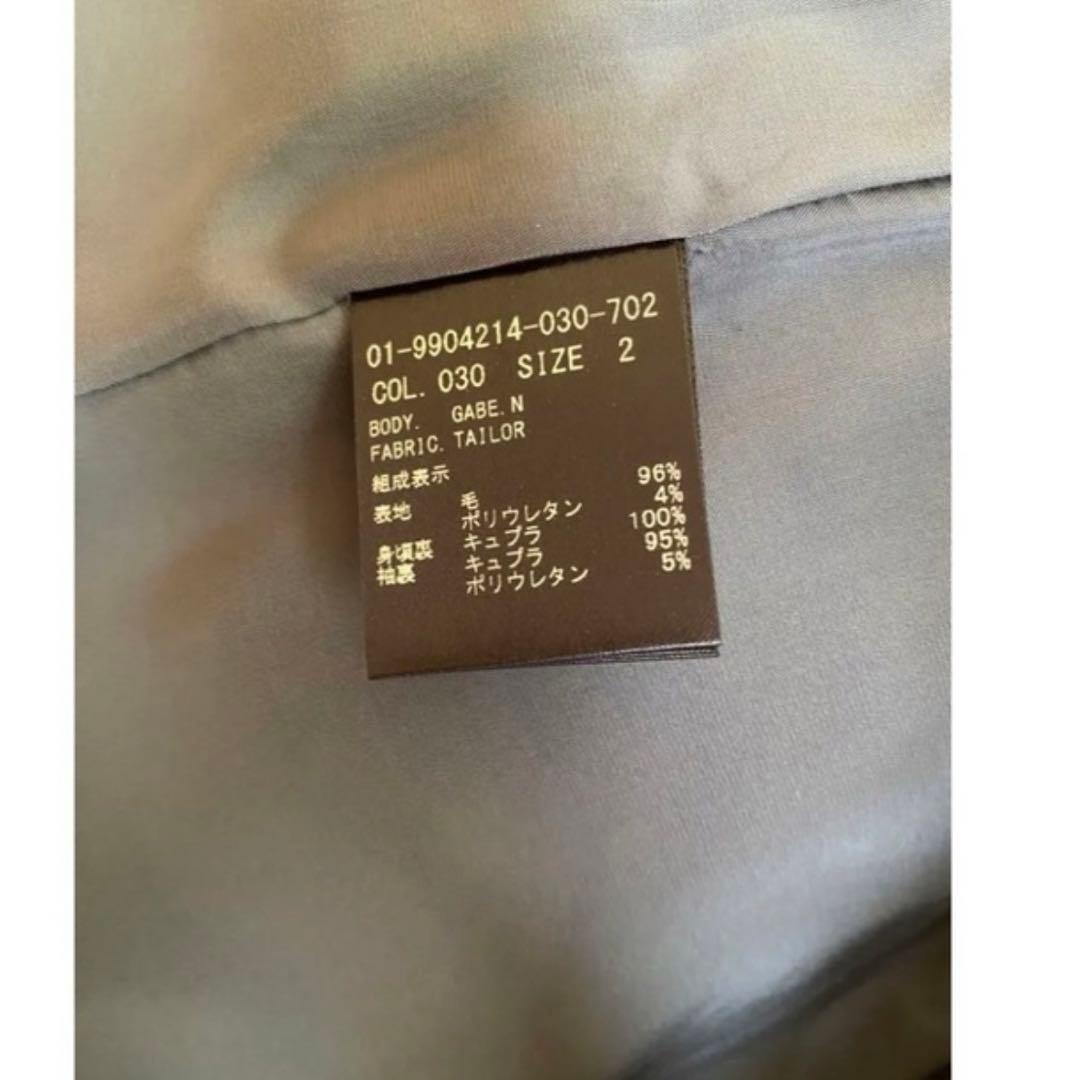 01-9904214-030-702
COL. 030 SIZE 2
BODY. GABE.N
FABRIC. TAILOR
組成表示
表地 毛 96%
ポリウレタン 4%
身頃裏 キュプラ 100%
袖裏 キュプラ 95%
ポリウレタン 5%